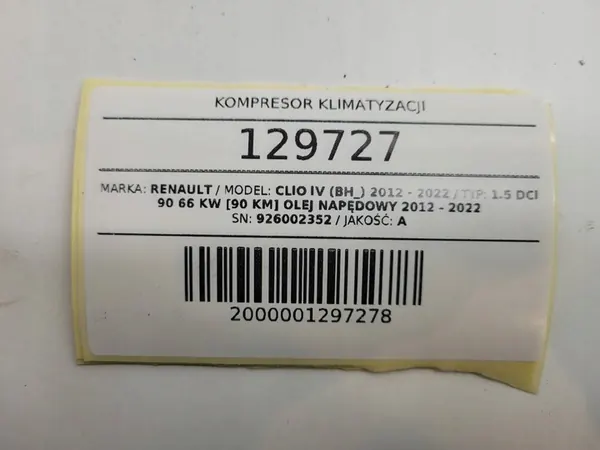 KOMPRESOR KLIMATYZACJI
129727
MARKA: RENAULT / MODEL: CLIO IV (BH_) 2012 - 2022 / TYP: 1.5 DCI
90 66 KW [90 KM] OLEJ NAPĘDOWY 2012 - 2022
SN: 926002352 / JAKOŚĆ: A
2000001297278